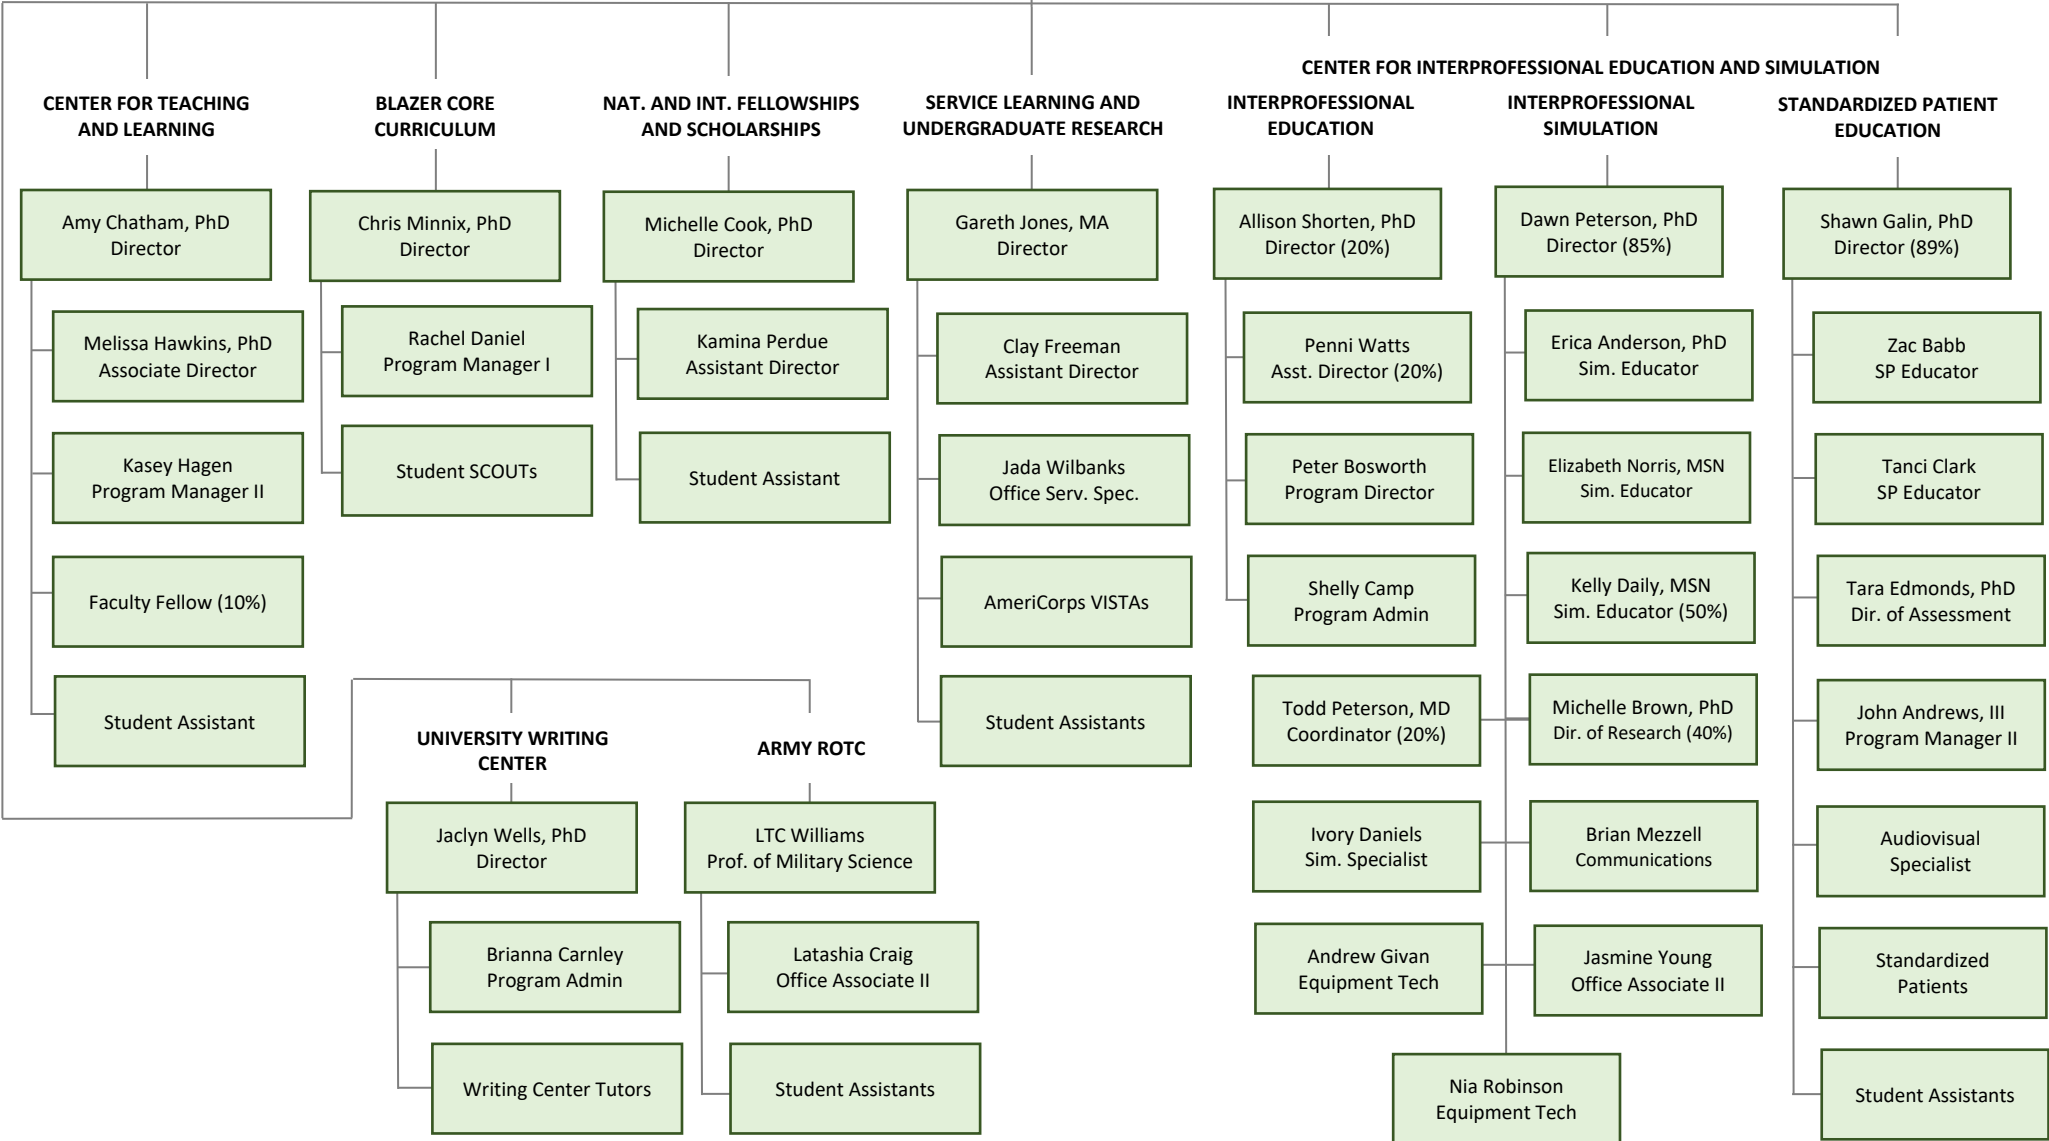 CENTER FOR INTERPROFESSIONAL EDUCATION AND SIMULATION
CENTER FOR TEACHING
AND LEARNING
Amy Chatham, PhD
Director
Melissa Hawkins, PhD
Associate Director
Kasey Hagen
Program Manager II
Faculty Fellow (10%)
Student Assistant
BLAZER CORE
CURRICULUM
Chris Minnix, PhD
Director
Rachel Daniel
Program Manager I
Student SCOUTs
NAT. AND INT. FELLOWSHIPS
AND SCHOLARSHIPS
Michelle Cook, PhD
Director
Kamina Perdue
Assistant Director
Student Assistant
SERVICE LEARNING AND
UNDERGRADUATE RESEARCH
Gareth Jones, MA
Director
Clay Freeman
Assistant Director
Jada Wilbanks
Office Serv. Spec.
AmeriCorps VISTAs
Student Assistants
INTERPROFESSIONAL
EDUCATION
Allison Shorten, PhD
Director (20%)
Penni Watts
Asst. Director (20%)
Peter Bosworth
Program Director
Shelly Camp
Program Admin
INTERPROFESSIONAL
SIMULATION
Dawn Peterson, PhD
Director (85%)
Erica Anderson, PhD
Sim. Educator
Elizabeth Norris, MSN
Sim. Educator
Kelly Daily, MSN
Sim. Educator (50%)
Todd Peterson, MD
Coordinator (20%)
Michelle Brown, PhD
Dir. of Research (40%)
Ivory Daniels
Sim. Specialist
Brian Mezzell
Communications
Andrew Givan
Equipment Tech
Jasmine Young
Office Associate II
Nia Robinson
Equipment Tech
STANDARDIZED PATIENT
EDUCATION
Shawn Galin, PhD
Director (89%)
Zac Babb
SP Educator
Tanci Clark
SP Educator
Tara Edmonds, PhD
Dir. of Assessment
John Andrews, III
Program Manager II
Audiovisual
Specialist
Standardized
Patients
Student Assistants
UNIVERSITY WRITING
CENTER
Jaclyn Wells, PhD
Director
Brianna Carnley
Program Admin
Writing Center Tutors
ARMY ROTC
LTC Williams
Prof. of Military Science
Latashia Craig
Office Associate II
Student Assistants